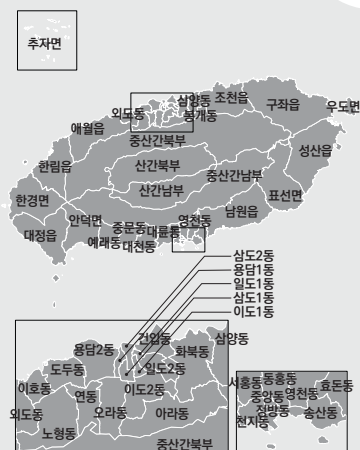 추자면
삼양동
조천읍
구좌읍
우도면
외도동
봉개동
애월읍
중산간북부
성산읍
한림읍
산간북부
중산간남부
산간남부
표선면
한경면
남원읍
안덕면
영천동
대정읍
중문동
대륜동
예래동
대천동
삼도2동
용담1동
일도1동
삼도1동
이도1동
건입동
삼양동
용담2동
화북동
도두동
일도2동
이호동
연동
이도2동
외도동
오라동
아라동
노형동
중산간북부
서홍동
동홍동
효돈동
중앙동
영천동
정방동
송산동
천지동